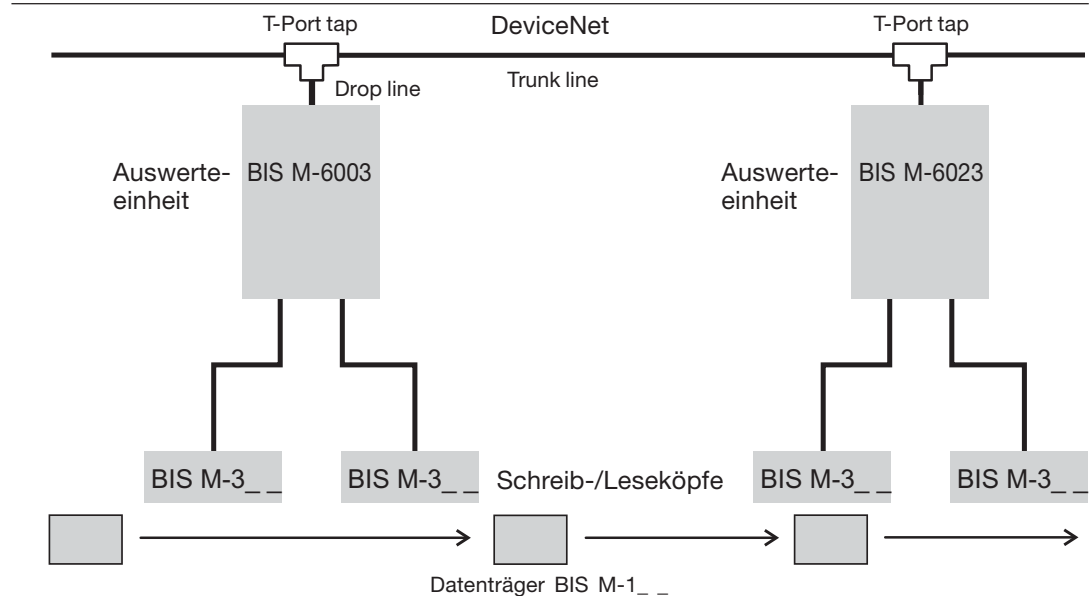 T-Port tap
DeviceNet
T-Port tap
Drop line
Trunk line
Auswerte-
einheit
BIS M-6003
Auswerte-
einheit
BIS M-6023
BIS M-3_ _
BIS M-3_ _
Schreib-/Leseköpfe
BIS M-3_ _
BIS M-3_ _
Datenträger BIS M-1_ _